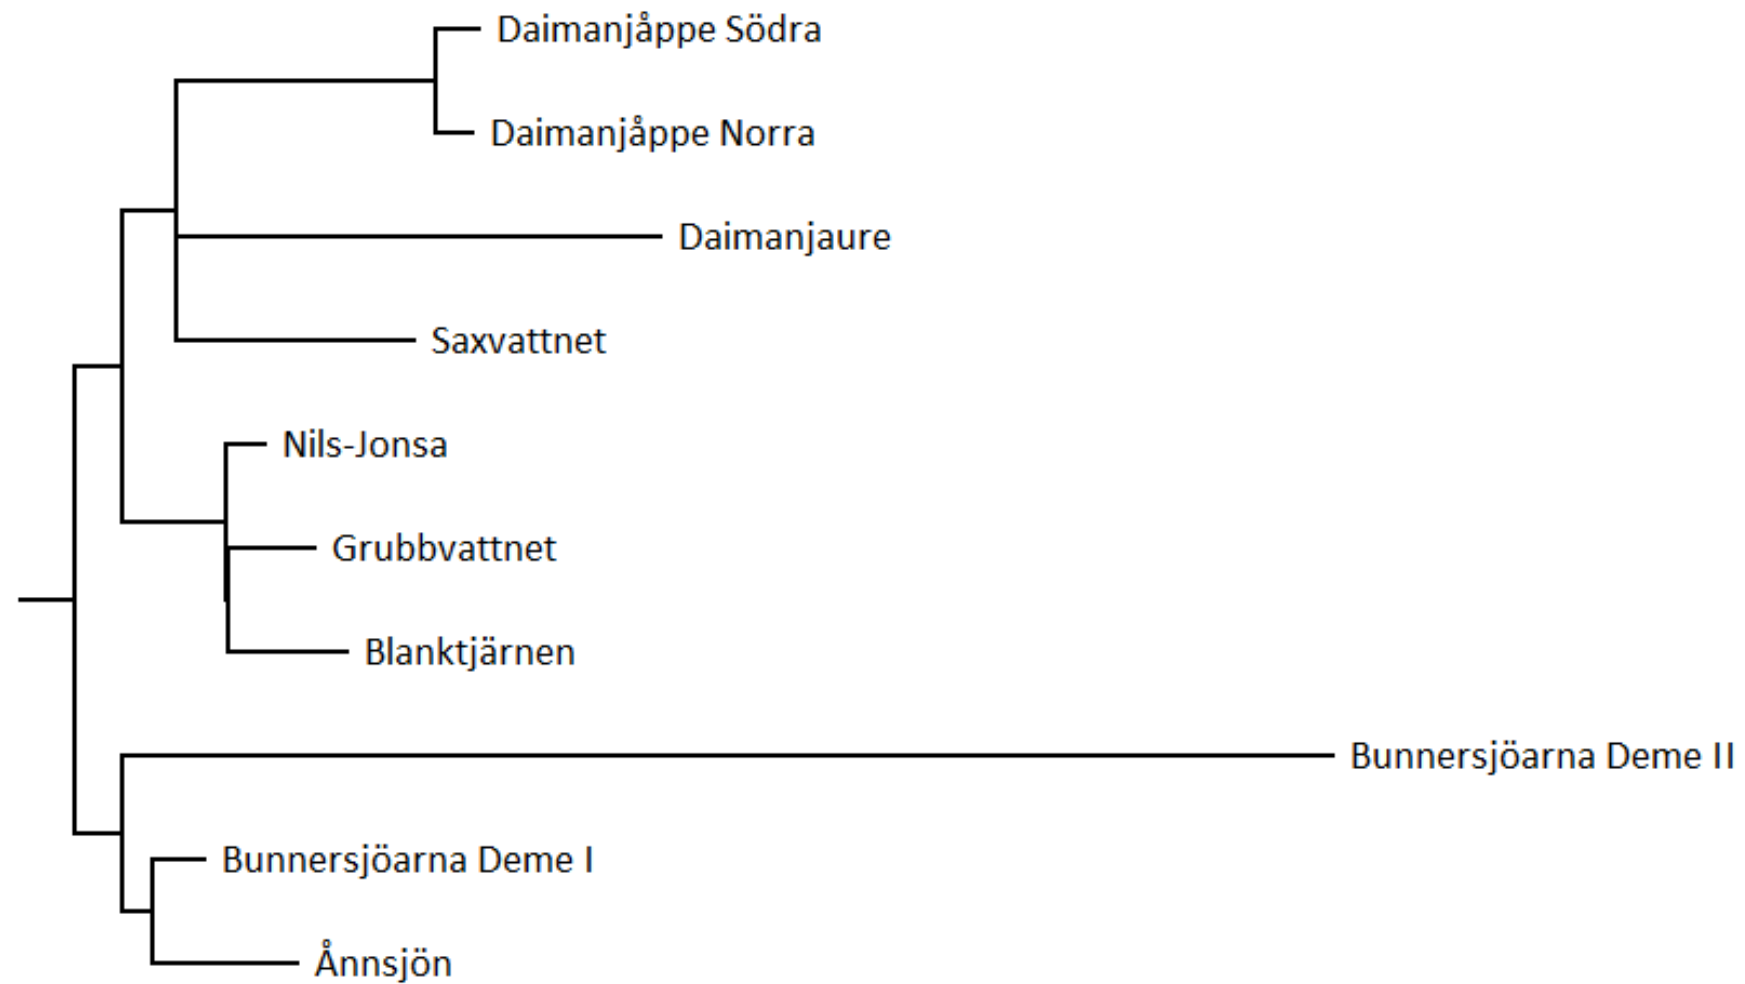 Daimanjåppe Södra
Daimanjåppe Norra
Daimanjaure
Saxvattnet
Nils-Jonsa
Grubbvattnet
Blanktjärnen
Bunnersjöarna Deme II
Bunnersjöarna Deme I
Ånnsjön